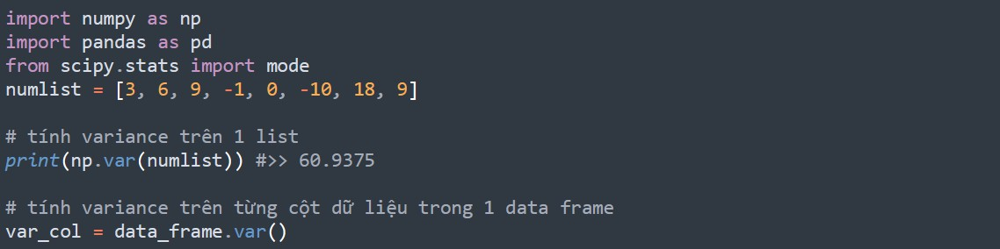 import numpy as np
import pandas as pd
from scipy.stats import mode
numlist = [3, 6, 9, -1, 0, -10, 18, 9]
# tính variance trên 1 list
print(np.var(numlist)) #>> 60.9375
# tính variance trên từng cột dữ liệu trong 1 data frame
var_col = data_frame.var()